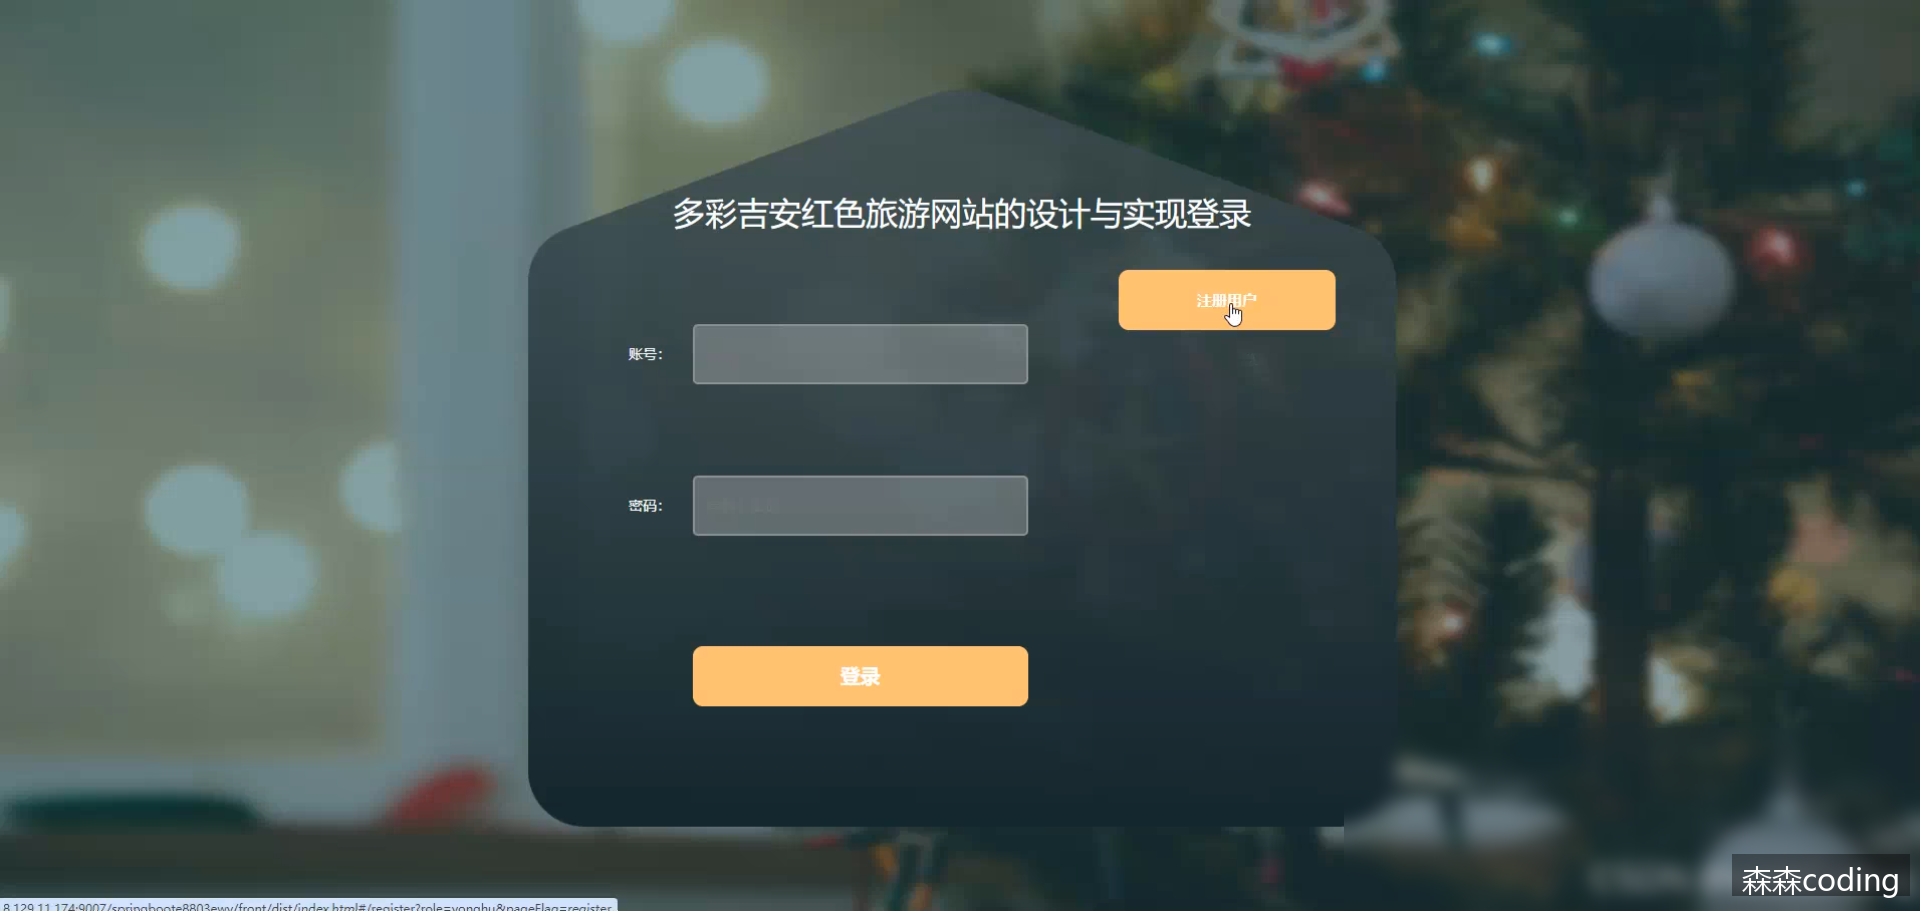 多彩吉安红色旅游网站的设计与实现登录
注册用户
账号：
密码：
登录
森森coding
8.129.11.174:9007/springboote8803ewv/front/dist/index.html#/register?role=yonghu&pageFlag=register